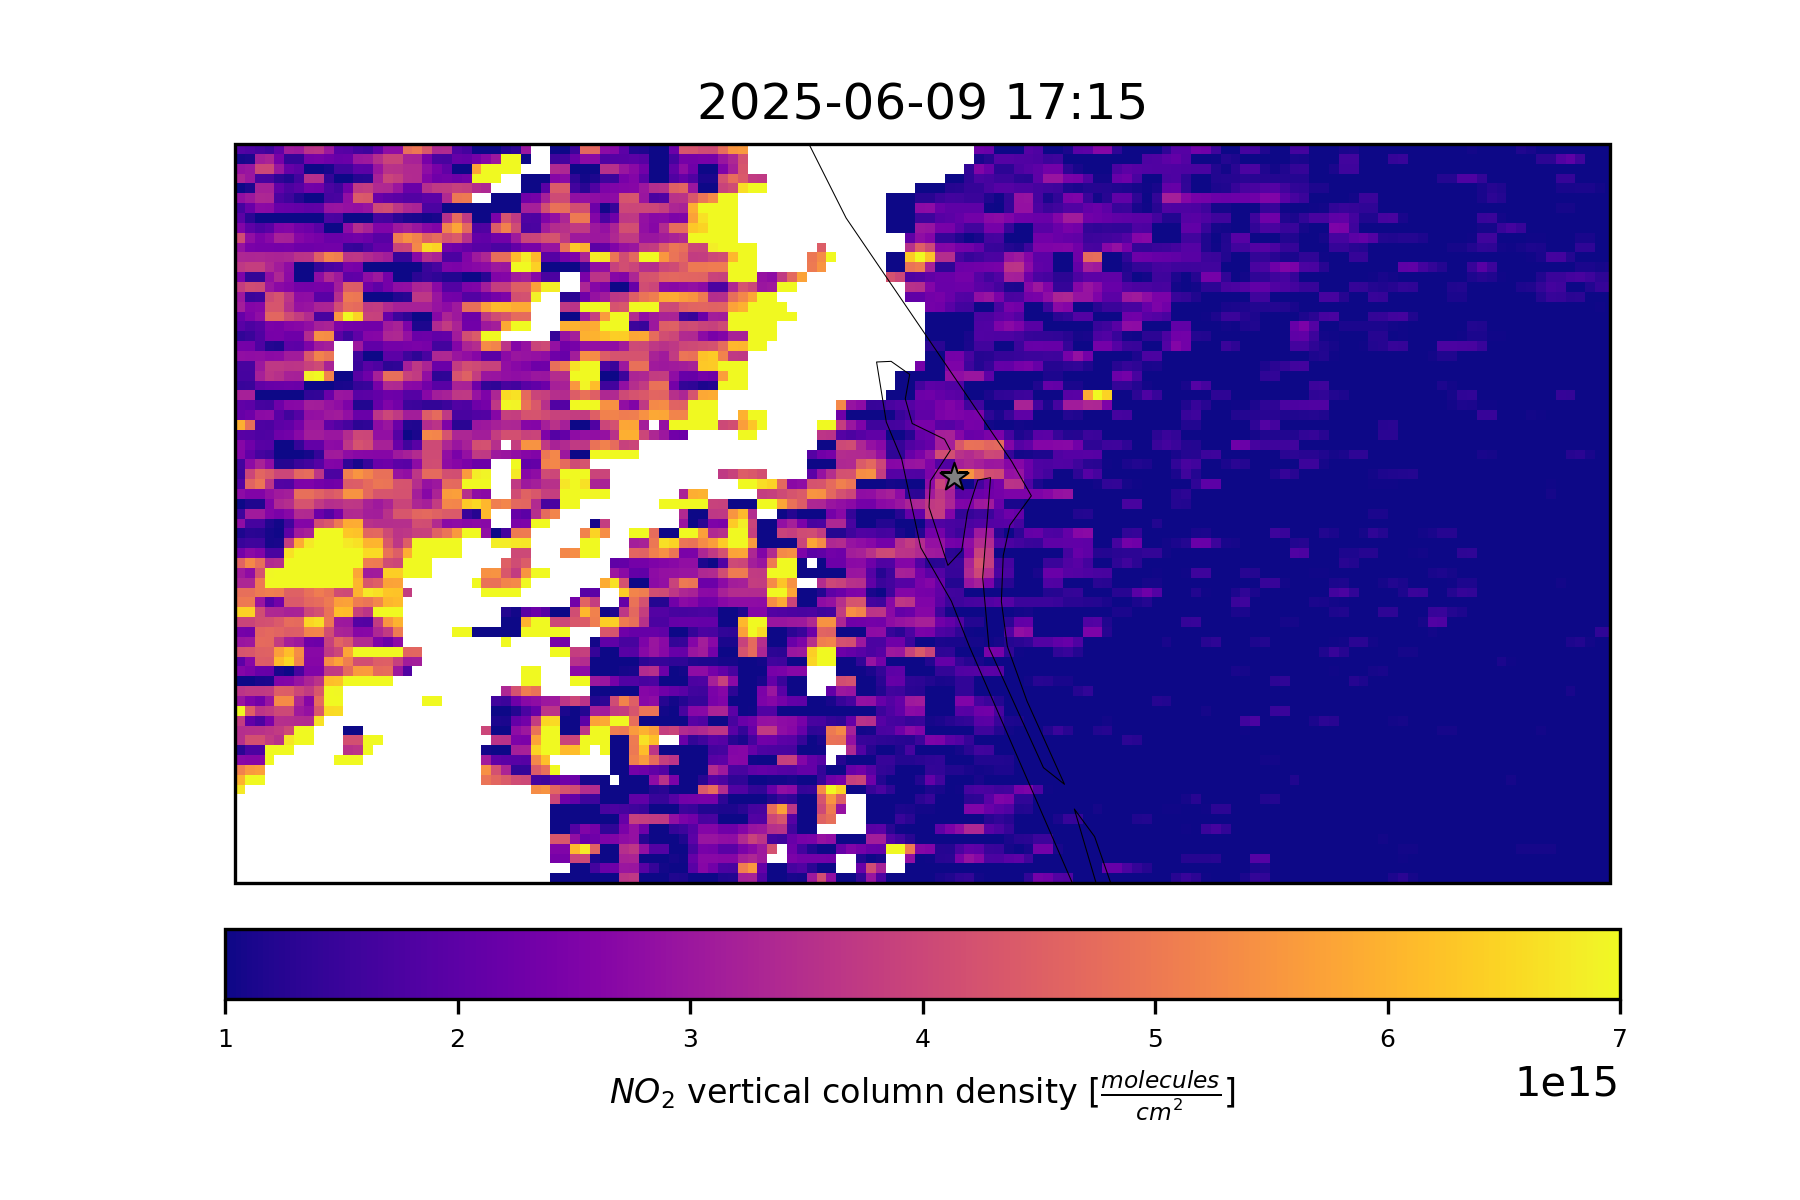 2025-06-09 17:15
1 2 3 4 5 6 7
1e15
NO₂ vertical column density [molecules/cm²]